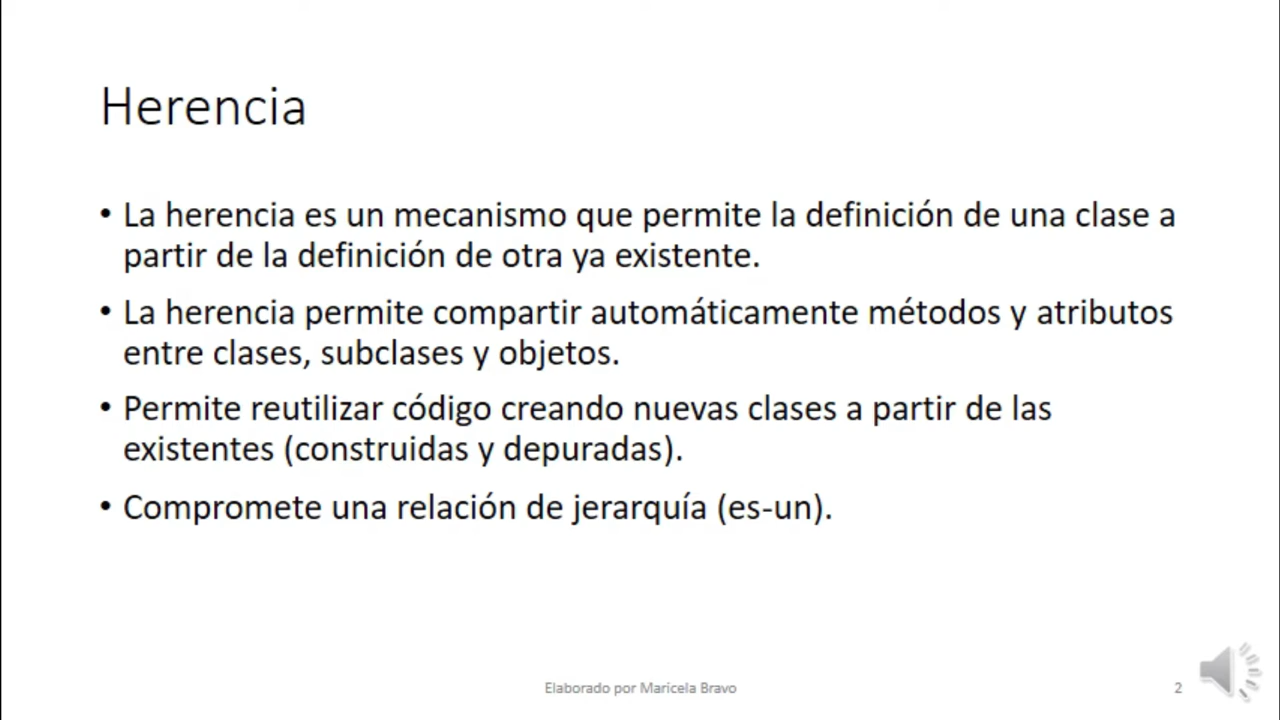 Herencia
• La herencia es un mecanismo que permite la definición de una clase a
partir de la definición de otra ya existente.
• La herencia permite compartir automáticamente métodos y atributos
entre clases, subclases y objetos.
• Permite reutilizar código creando nuevas clases a partir de las
existentes (construidas y depuradas).
• Compromete una relación de jerarquía (es-un).
Elaborado por Maricela Bravo
2